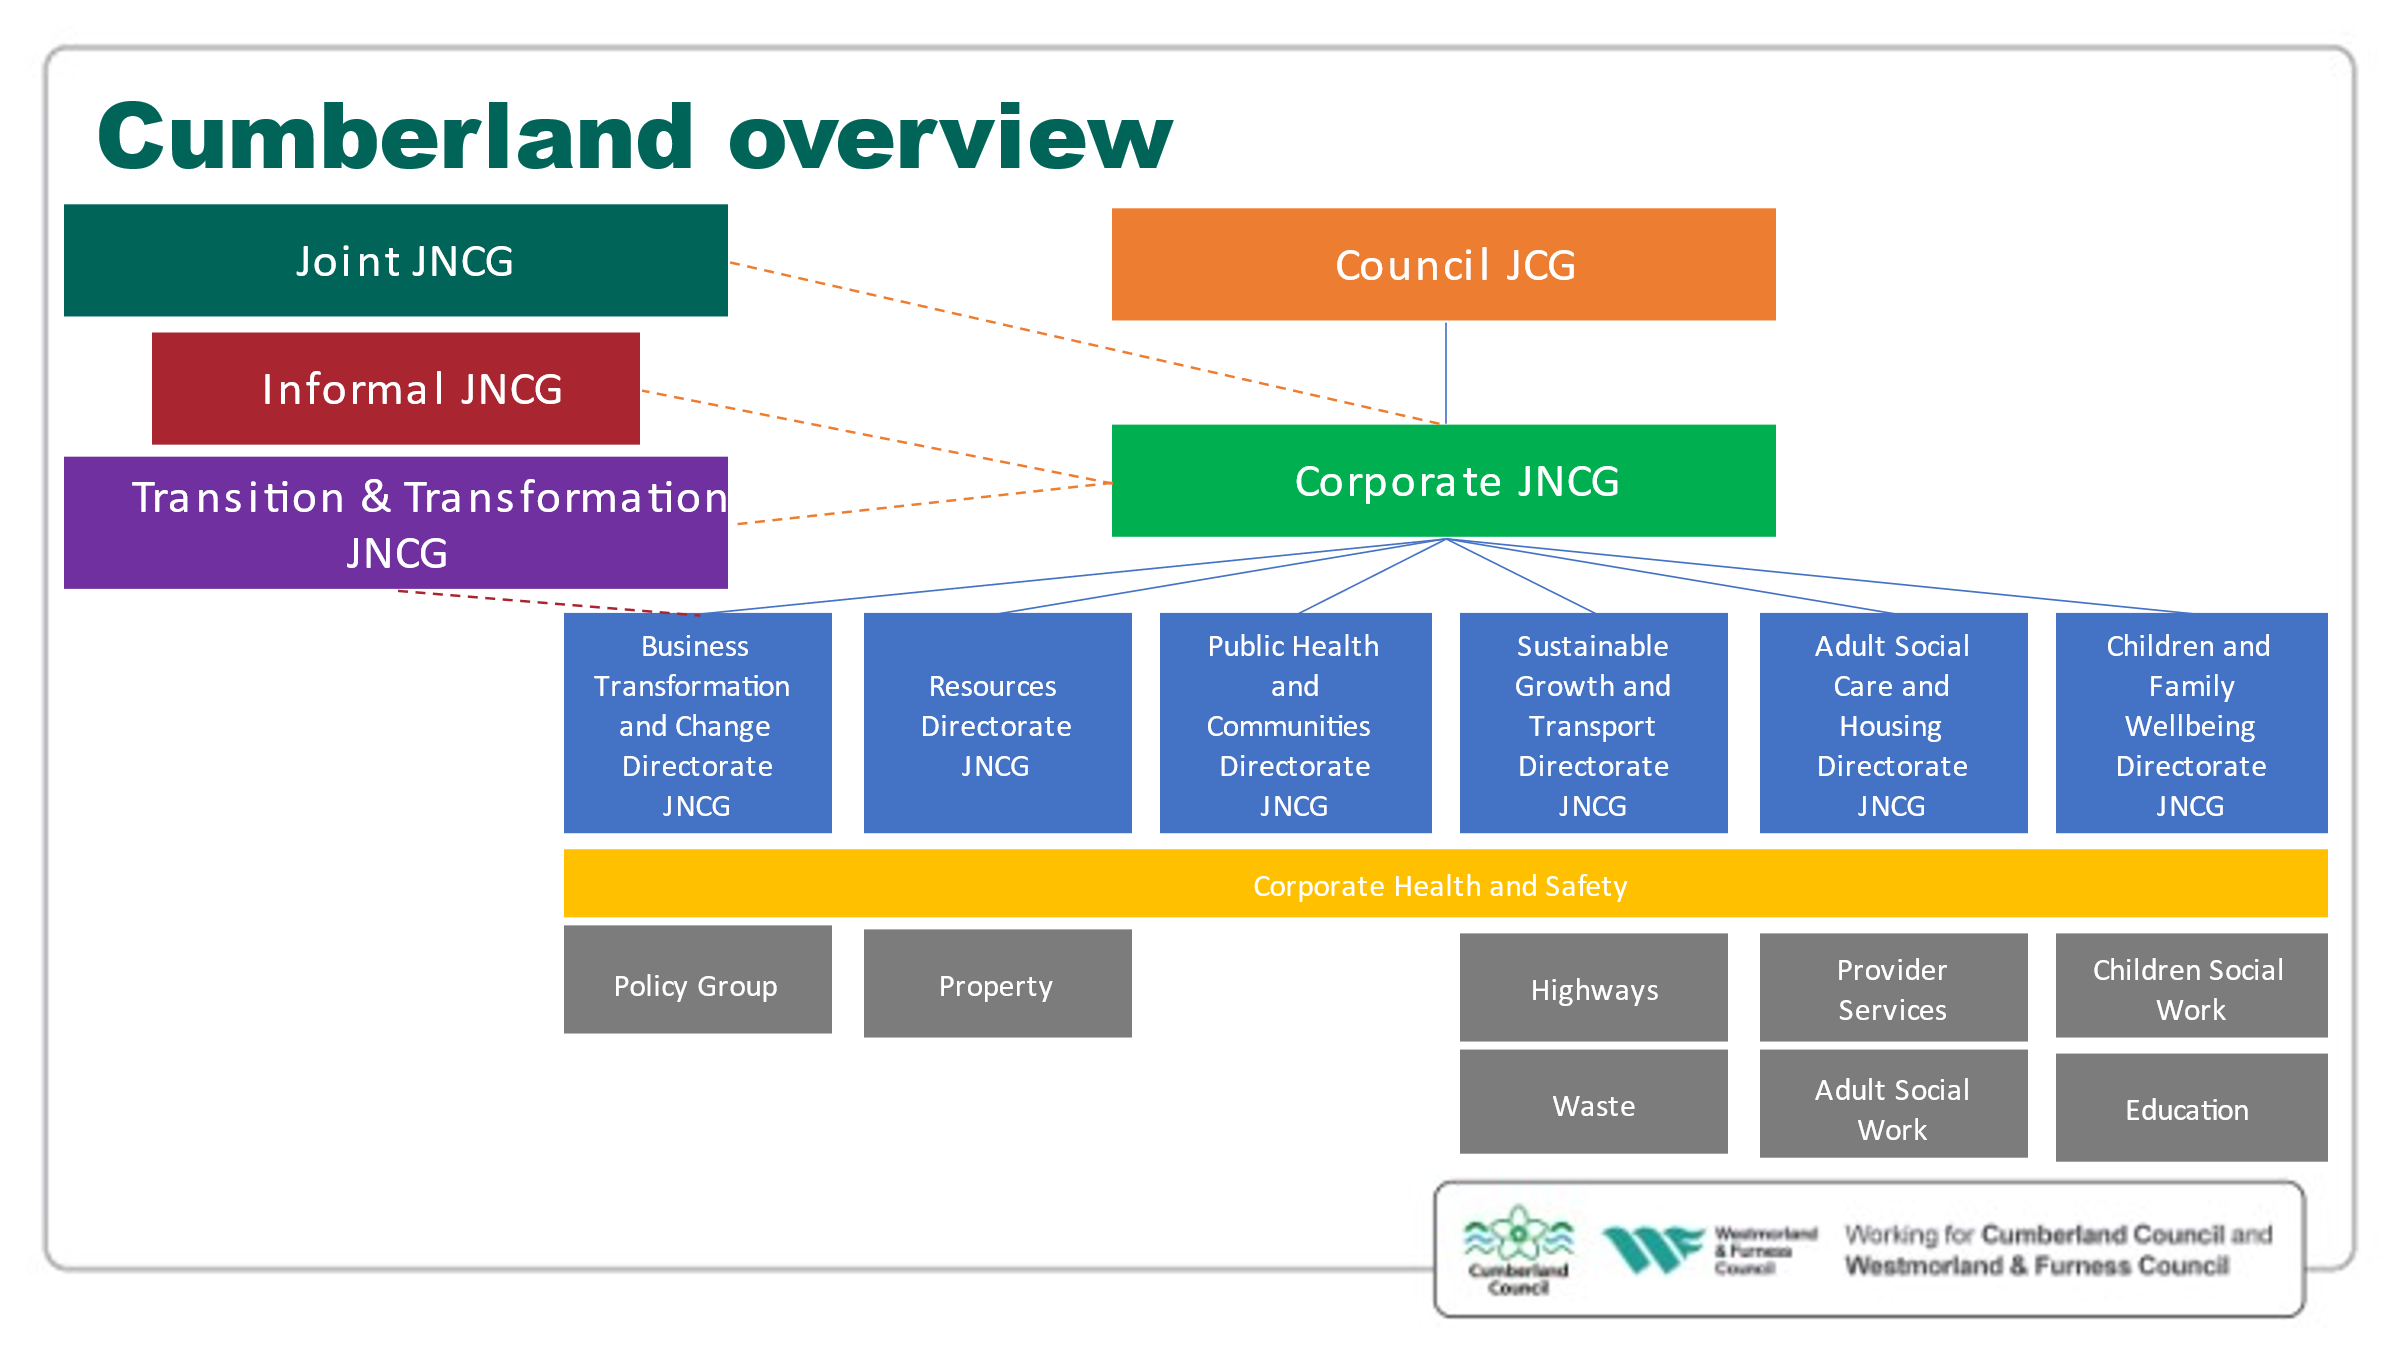 Cumberland overview
Joint JNCG
Council JCG
Informal JNCG
Corporate JNCG
Transition & Transformation
JNCG
Business
Transformation
and Change
Directorate
JNCG
Resources
Directorate
JNCG
Public Health
and
Communities
Directorate
JNCG
Sustainable
Growth and
Transport
Directorate
JNCG
Adult Social
Care and
Housing
Directorate
JNCG
Children and
Family
Wellbeing
Directorate
JNCG
Corporate Health and Safety
Policy Group
Property
Highways
Provider
Services
Children Social
Work
Waste
Adult Social
Work
Education
Cumberland
Council
Westmorland
& Furness
Council
Working for Cumberland Council and
Westmorland & Furness Council